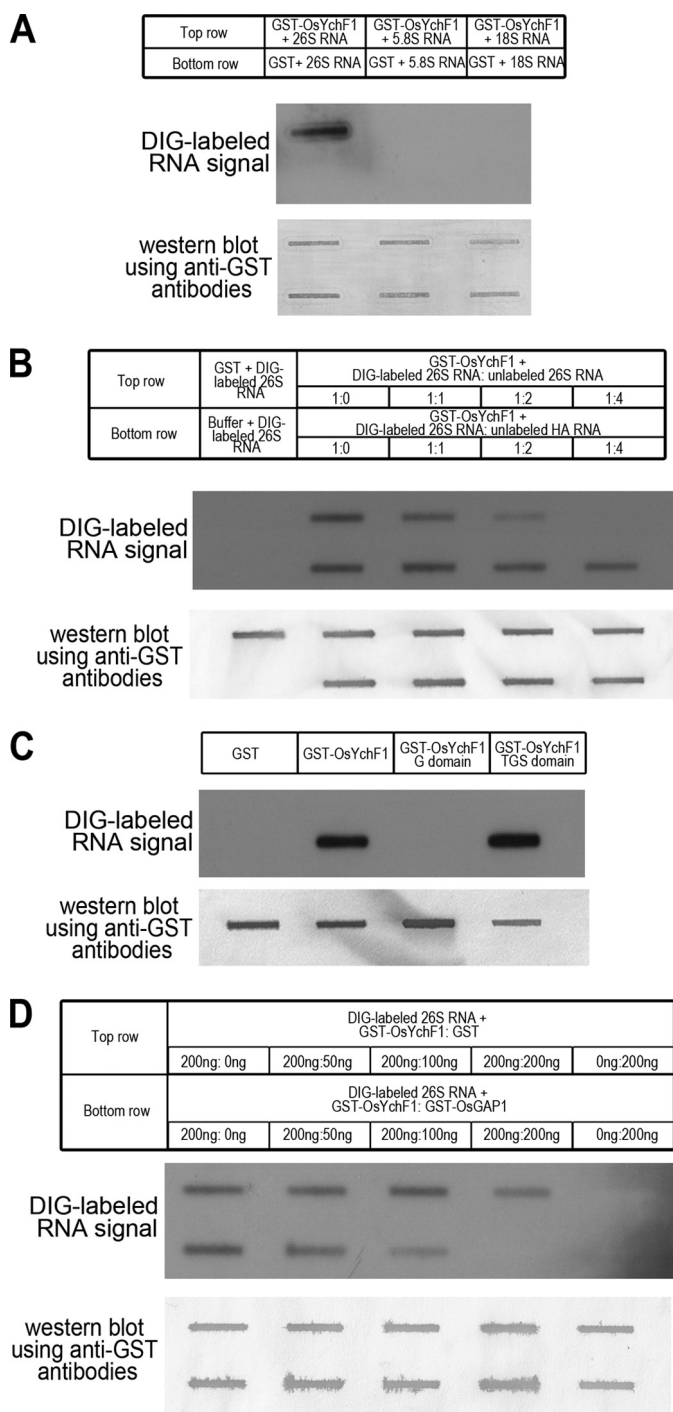 A
Top row
GST-OsYchF1
+ 26S RNA
GST-OsYchF1
+ 5.8S RNA
GST-OsYchF1
+ 18S RNA
Bottom row
GST+ 26S RNA
GST + 5.8S RNA
GST + 18S RNA
DIG-labeled
RNA signal
western blot
using anti-GST
antibodies
B
Top row
GST + DIG-
labeled 26S
RNA
GST-OsYchF1 +
DIG-labeled 26S RNA: unlabeled 26S RNA
1:0
1:1
1:2
1:4
Bottom row
Buffer + DIG-
labeled 26S
RNA
GST-OsYchF1 +
DIG-labeled 26S RNA: unlabeled HA RNA
1:0
1:1
1:2
1:4
DIG-labeled
RNA signal
western blot
using anti-GST
antibodies
C
GST
GST-OsYchF1
GST-OsYchF1
G domain
GST-OsYchF1
TGS domain
DIG-labeled
RNA signal
western blot
using anti-GST
antibodies
D
Top row
DIG-labeled 26S RNA +
GST-OsYchF1: GST
200ng: 0ng
200ng:50ng
200ng:100ng
200ng:200ng
0ng:200ng
Bottom row
DIG-labeled 26S RNA +
GST-OsYchF1: GST-OsGAP1
200ng: 0ng
200ng:50ng
200ng:100ng
200ng:200ng
0ng:200ng
DIG-labeled
RNA signal
western blot
using anti-GST
antibodies